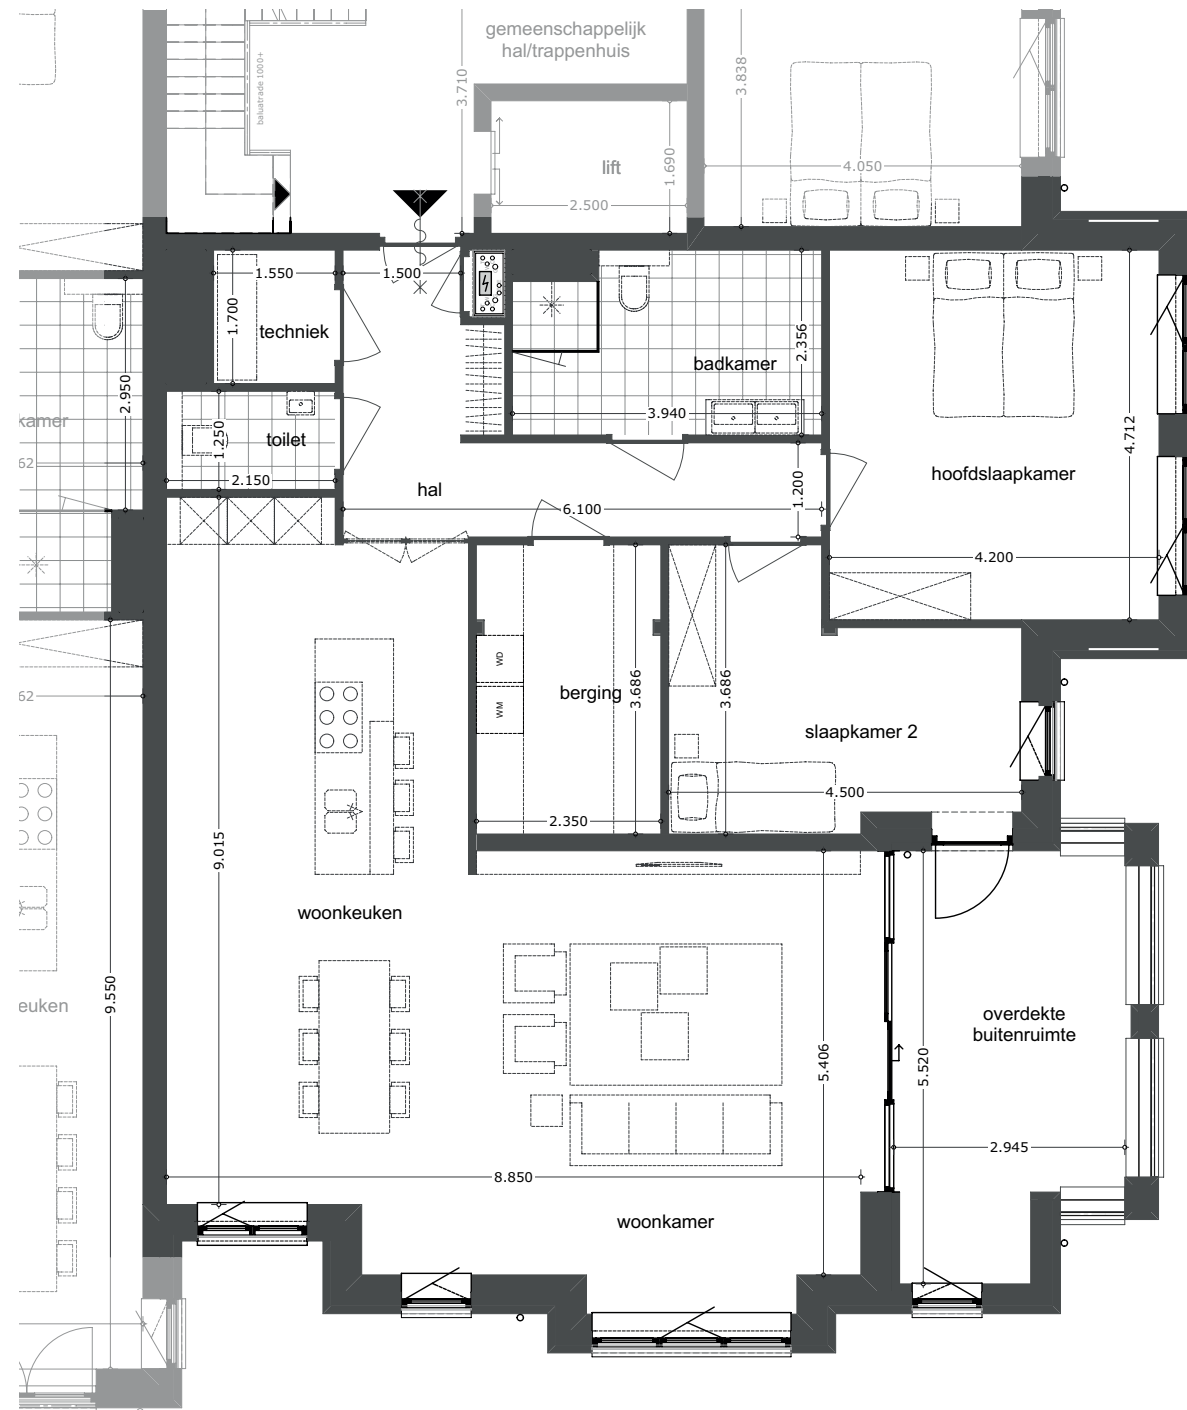 gemeenschappelijk
hal/trappenhuis
baluatrade 1000+
3.710
3.838
lift
1.690
2.500
4.050
1.550
1.500
1.700
techniek
badkamer
2.356
3.940
2.950
kamer
62
1.250
toilet
2.150
hal
6.100
1.200
hoofdslaapkamer
4.712
4.200
62
WD
WM
berging
3.686
3.686
slaapkamer 2
4.500
2.350
9.015
woonkeuken
9.550
euken
overdekte
buitenruimte
5.406
5.520
2.945
8.850
woonkamer